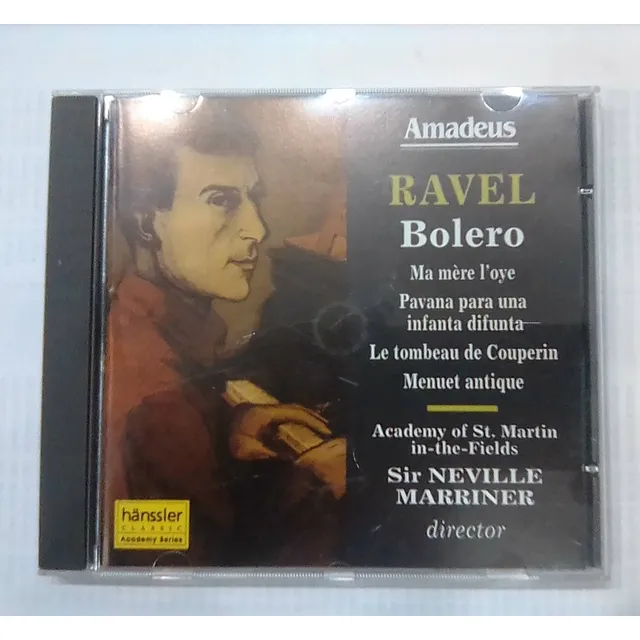 Amadeus
RAVEL
Bolero
Ma mère l'oye
Pavana para una
infanta difunta
Le tombeau de Couperin
Menuet antique
Academy of St. Martin
in-the-Fields
Sir NEVILLE
MARRINER
director
hänssler
CLASSIC
Academy Series